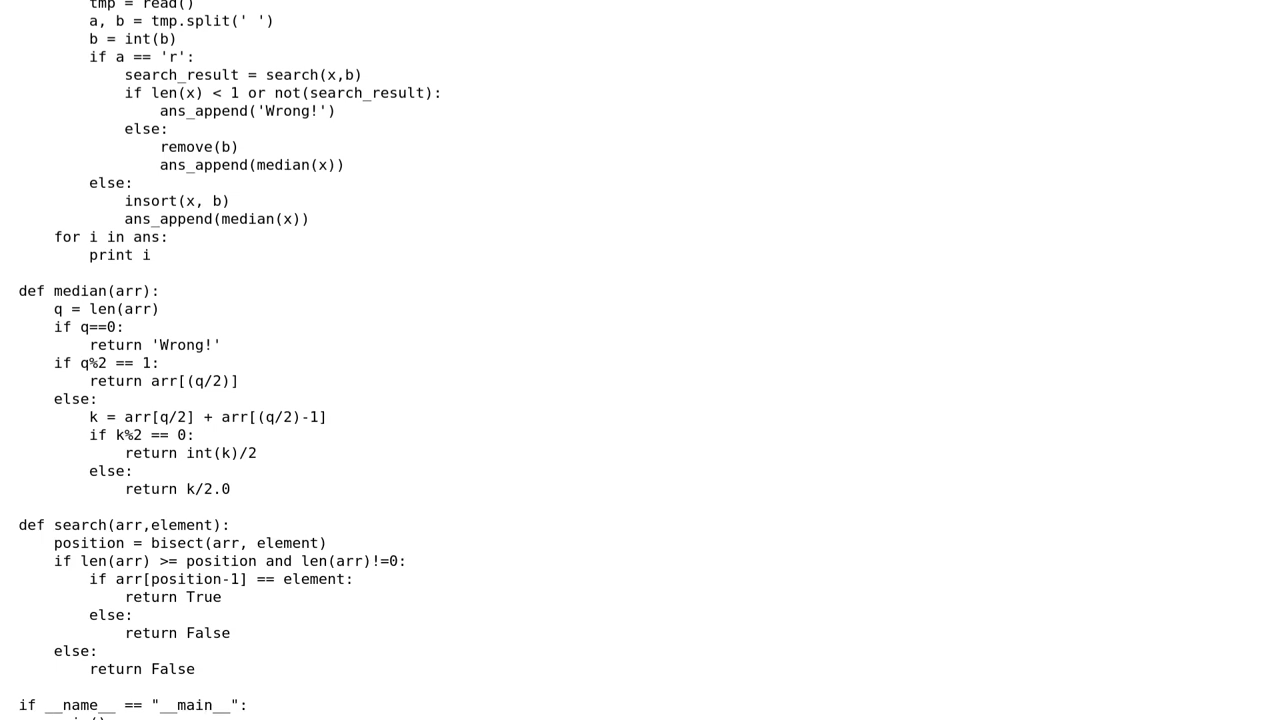 tmp = read()
        a, b = tmp.split(' ')
        b = int(b)
        if a == 'r':
            search_result = search(x,b)
            if len(x) < 1 or not(search_result):
                ans_append('Wrong!')
            else:
                remove(b)
                ans_append(median(x))
        else:
            insort(x, b)
            ans_append(median(x))
    for i in ans:
        print i

def median(arr):
    q = len(arr)
    if q==0:
        return 'Wrong!'
    if q%2 == 1:
        return arr[(q/2)]
    else:
        k = arr[q/2] + arr[(q/2)-1]
        if k%2 == 0:
            return int(k)/2
        else:
            return k/2.0

def search(arr,element):
    position = bisect(arr, element)
    if len(arr) >= position and len(arr)!=0:
        if arr[position-1] == element:
            return True
        else:
            return False
    else:
        return False

if __name__ == "__main__":